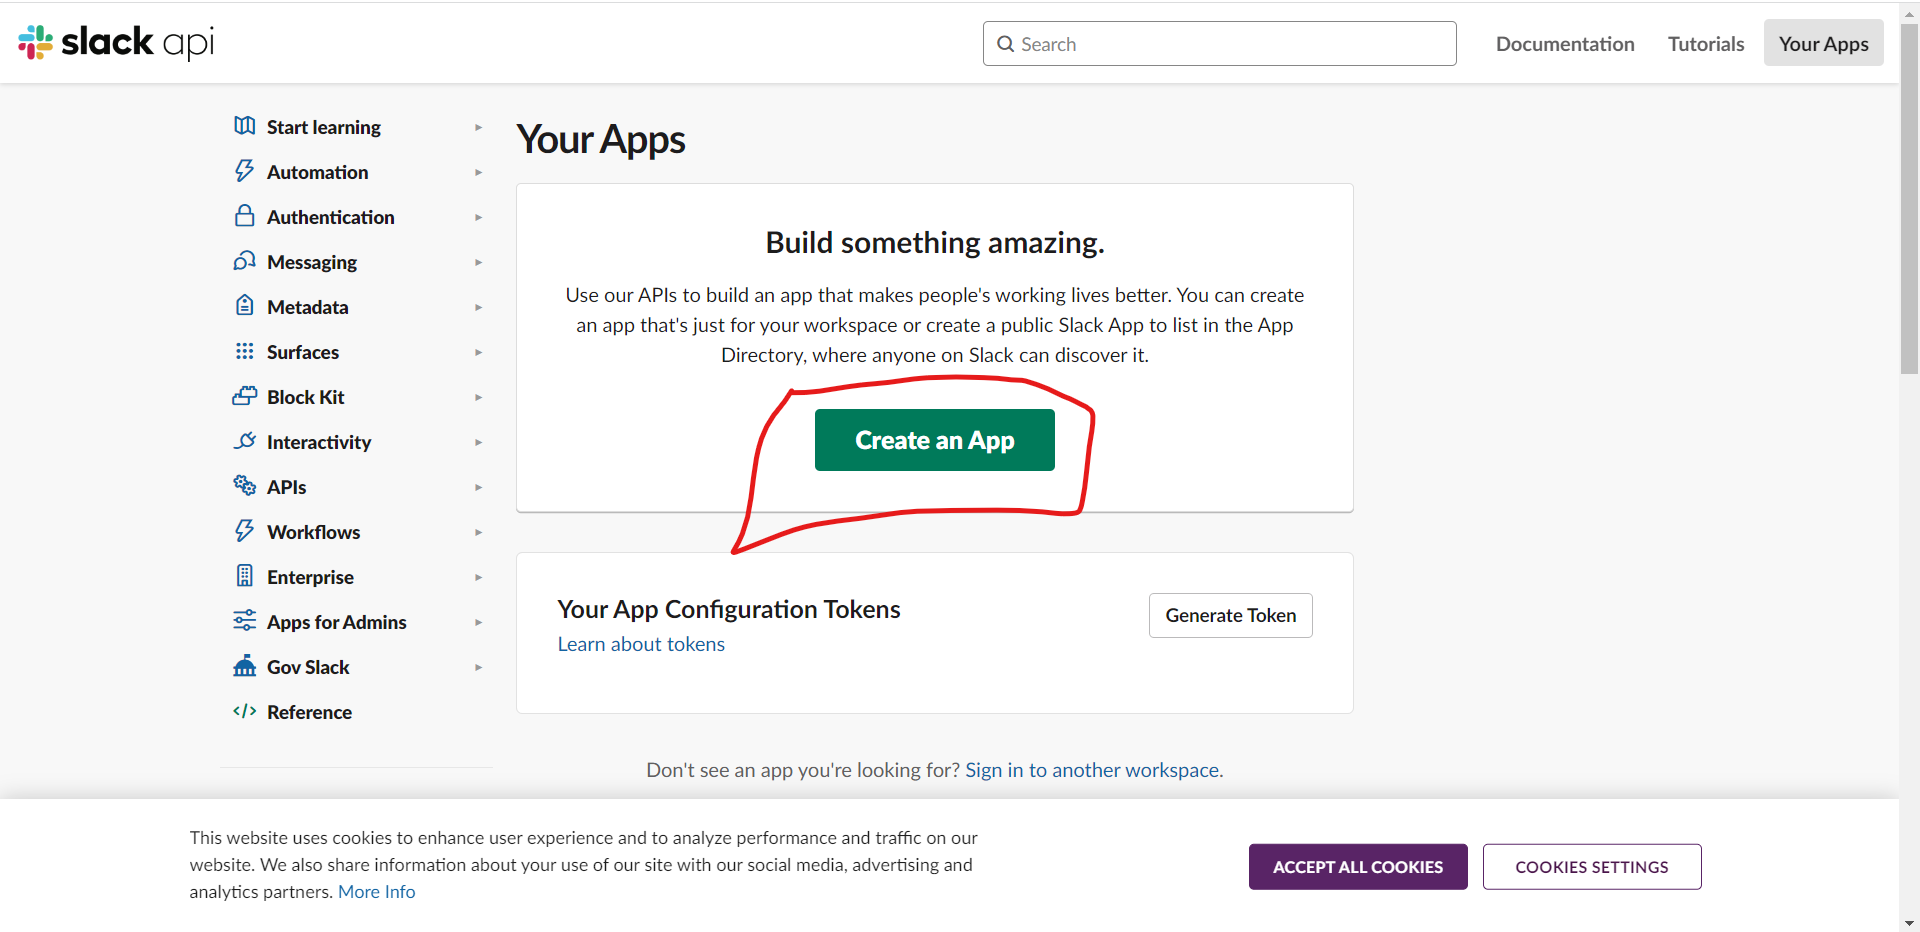 slack api
Search
Documentation
Tutorials
Your Apps
Start learning
Automation
Authentication
Messaging
Metadata
Surfaces
Block Kit
Interactivity
APIs
Workflows
Enterprise
Apps for Admins
Gov Slack
Reference
Your Apps
Build something amazing.
Use our APIs to build an app that makes people's working lives better. You can create
an app that's just for your workspace or create a public Slack App to list in the App
Directory, where anyone on Slack can discover it.
Create an App
Your App Configuration Tokens
Learn about tokens
Generate Token
Don't see an app you're looking for? Sign in to another workspace.
This website uses cookies to enhance user experience and to analyze performance and traffic on our
website. We also share information about your use of our site with our social media, advertising and
analytics partners. More Info
ACCEPT ALL COOKIES
COOKIES SETTINGS